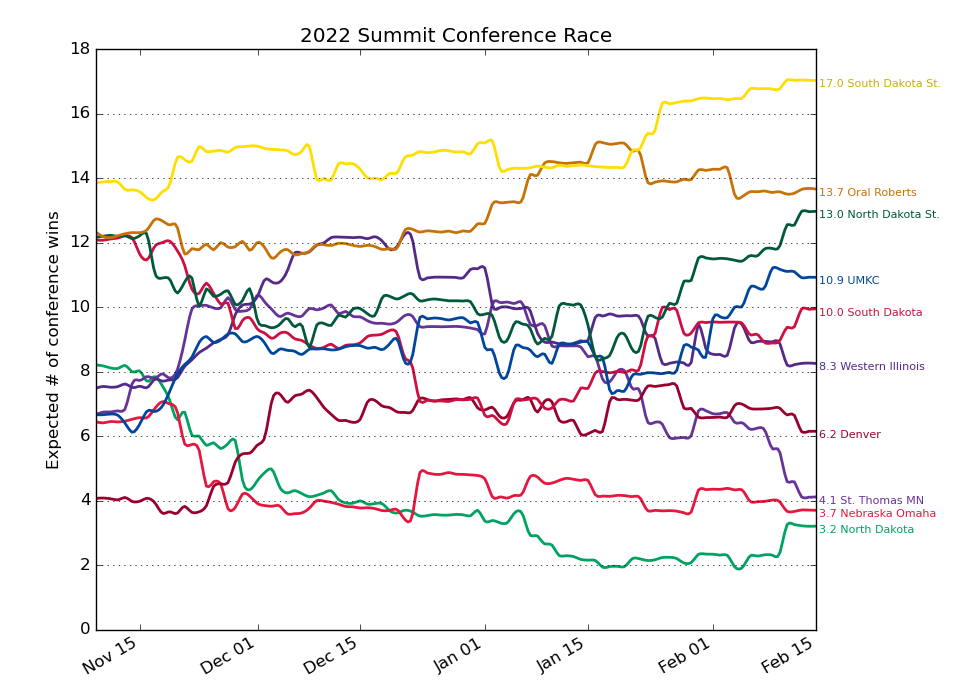 2022 Summit Conference Race
Expected # of conference wins
18
16
14
12
10
8
6
4
2
0
17.0 South Dakota St.
13.7 Oral Roberts
13.0 North Dakota St.
10.9 UMKC
10.0 South Dakota
8.3 Western Illinois
6.2 Denver
4.1 St. Thomas MN
3.7 Nebraska Omaha
3.2 North Dakota
Nov 15
Dec 01
Dec 15
Jan 01
Jan 15
Feb 01
Feb 15